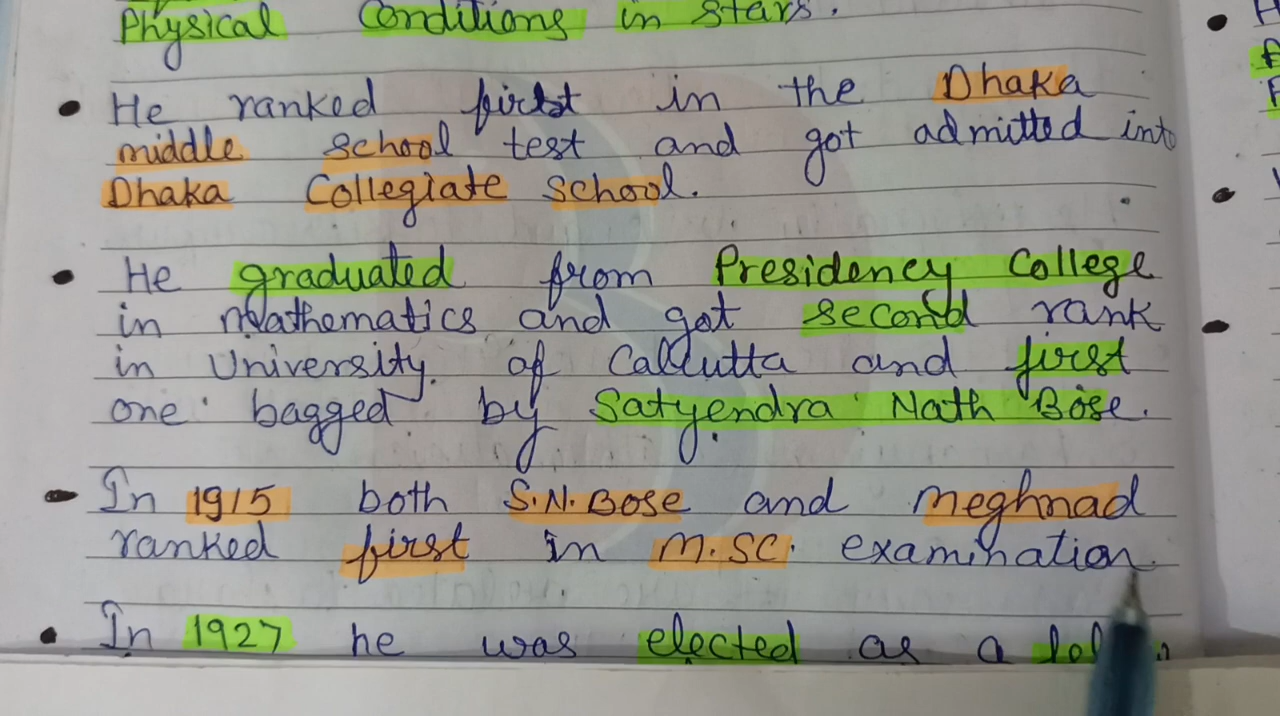 Physical Conditions in stars.
• He ranked first in the Dhaka
middle school test and got admitted into
Dhaka Collegiate School.
• He graduated from Presidency College
in Mathematics and got second rank
in University of Calcutta and first
one bagged by Satyendra Nath Bose.
- In 1915 both S.N. Bose and Meghnad
ranked first in M.SC. examination.
• In 1927 he was elected as a